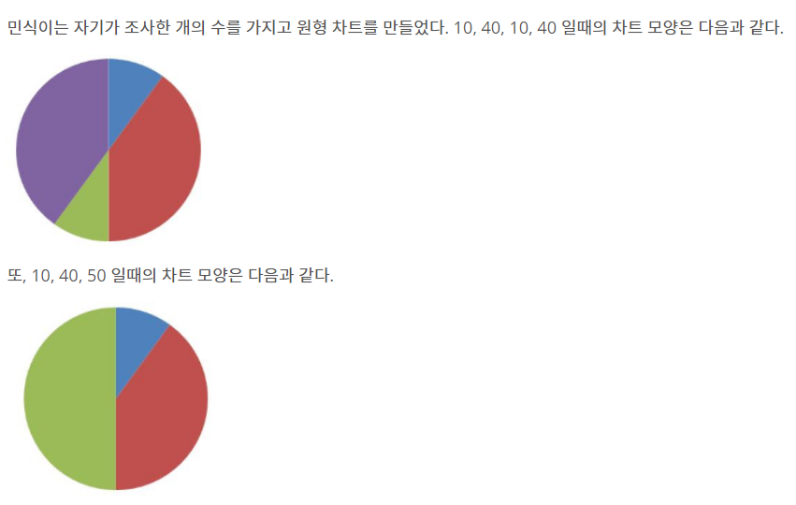 민식이는 자기가 조사한 개의 수를 가지고 원형 차트를 만들었다. 10, 40, 10, 40 일때의 차트 모양은 다음과 같다.
또, 10, 40, 50 일때의 차트 모양은 다음과 같다.